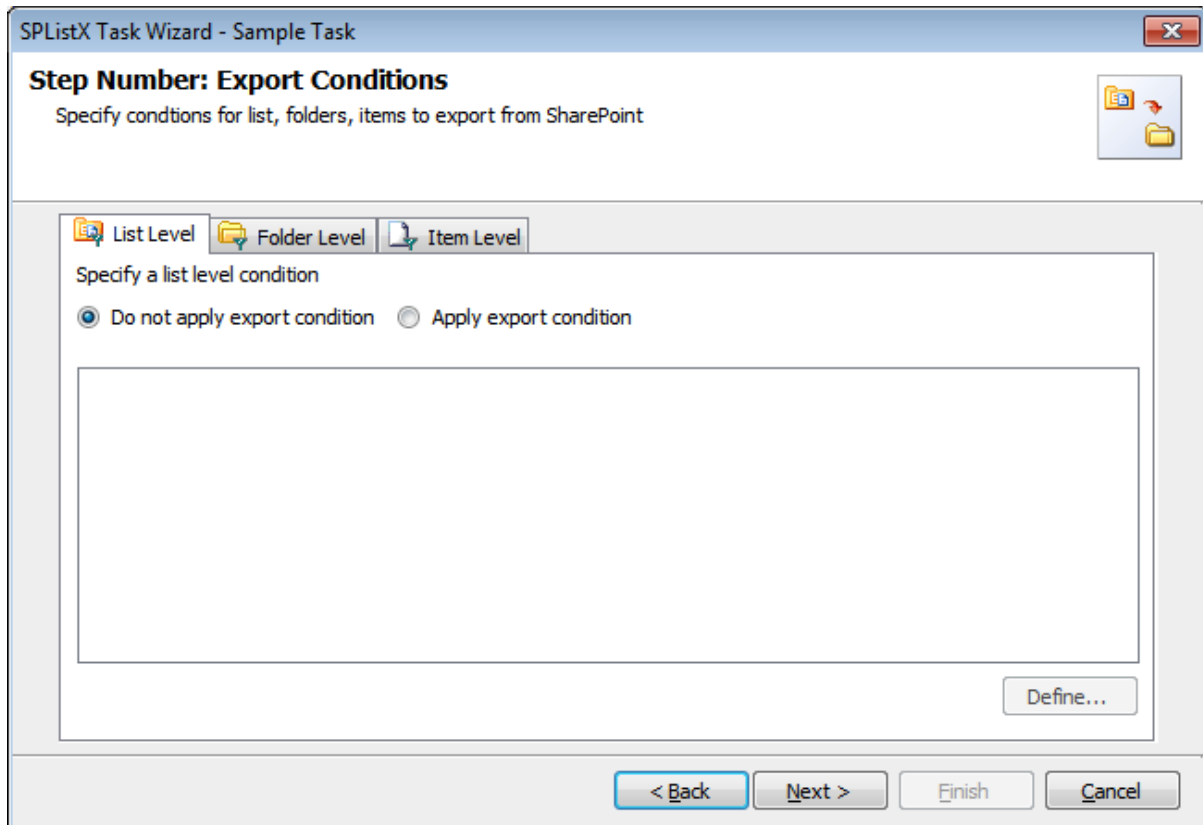 SPListX Task Wizard - Sample Task
Step Number: Export Conditions
Specify condtions for list, folders, items to export from SharePoint
List Level Folder Level Item Level
Specify a list level condition
Do not apply export condition Apply export condition
Define...
< Back Next > Finish Cancel